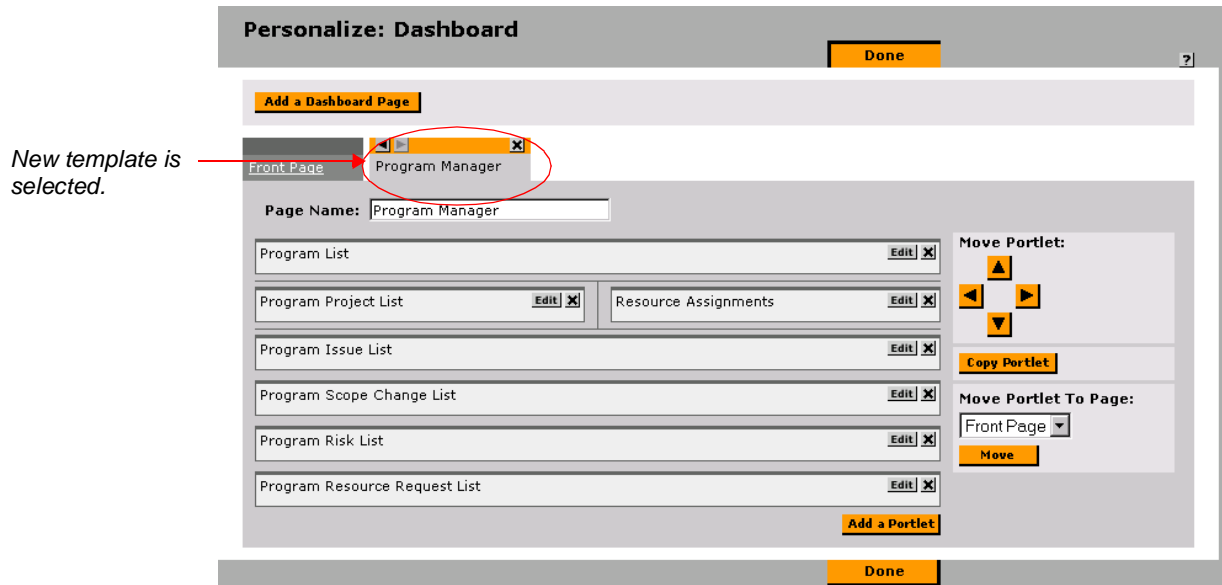 Personalize: Dashboard
Done
?
Add a Dashboard Page
New template is
selected.
Front Page
Program Manager
Page Name: Program Manager
Program List Edit
Move Portlet:
Program Project List Edit
Resource Assignments Edit
Program Issue List Edit
Copy Portlet
Program Scope Change List Edit
Move Portlet To Page:
Front Page
Program Risk List Edit
Move
Program Resource Request List Edit
Add a Portlet
Done